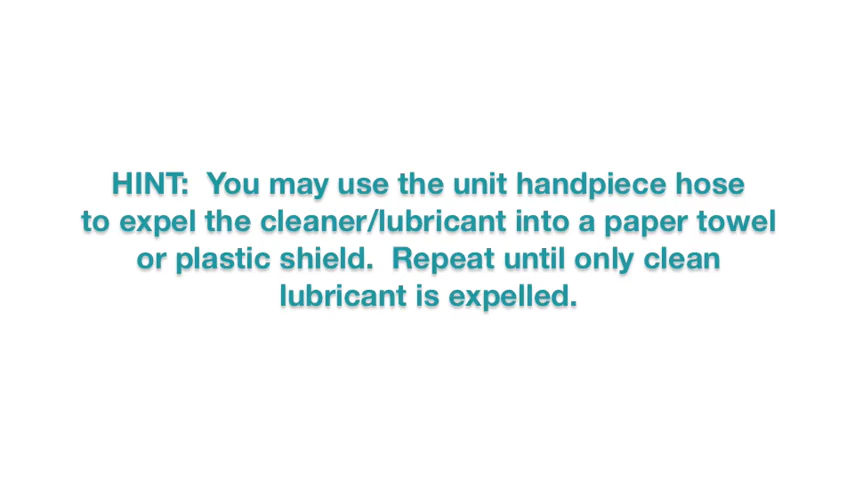 HINT:  You may use the unit handpiece hose
to expel the cleaner/lubricant into a paper towel
or plastic shield.  Repeat until only clean
lubricant is expelled.